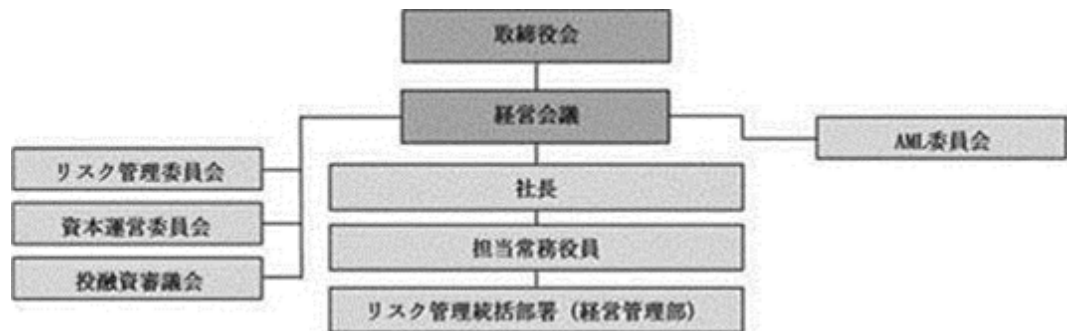 取締役会
経営会議
AML委員会
リスク管理委員会
社長
資本運営委員会
担当常務役員
投融資審議会
リスク管理統括部署（経営管理部）